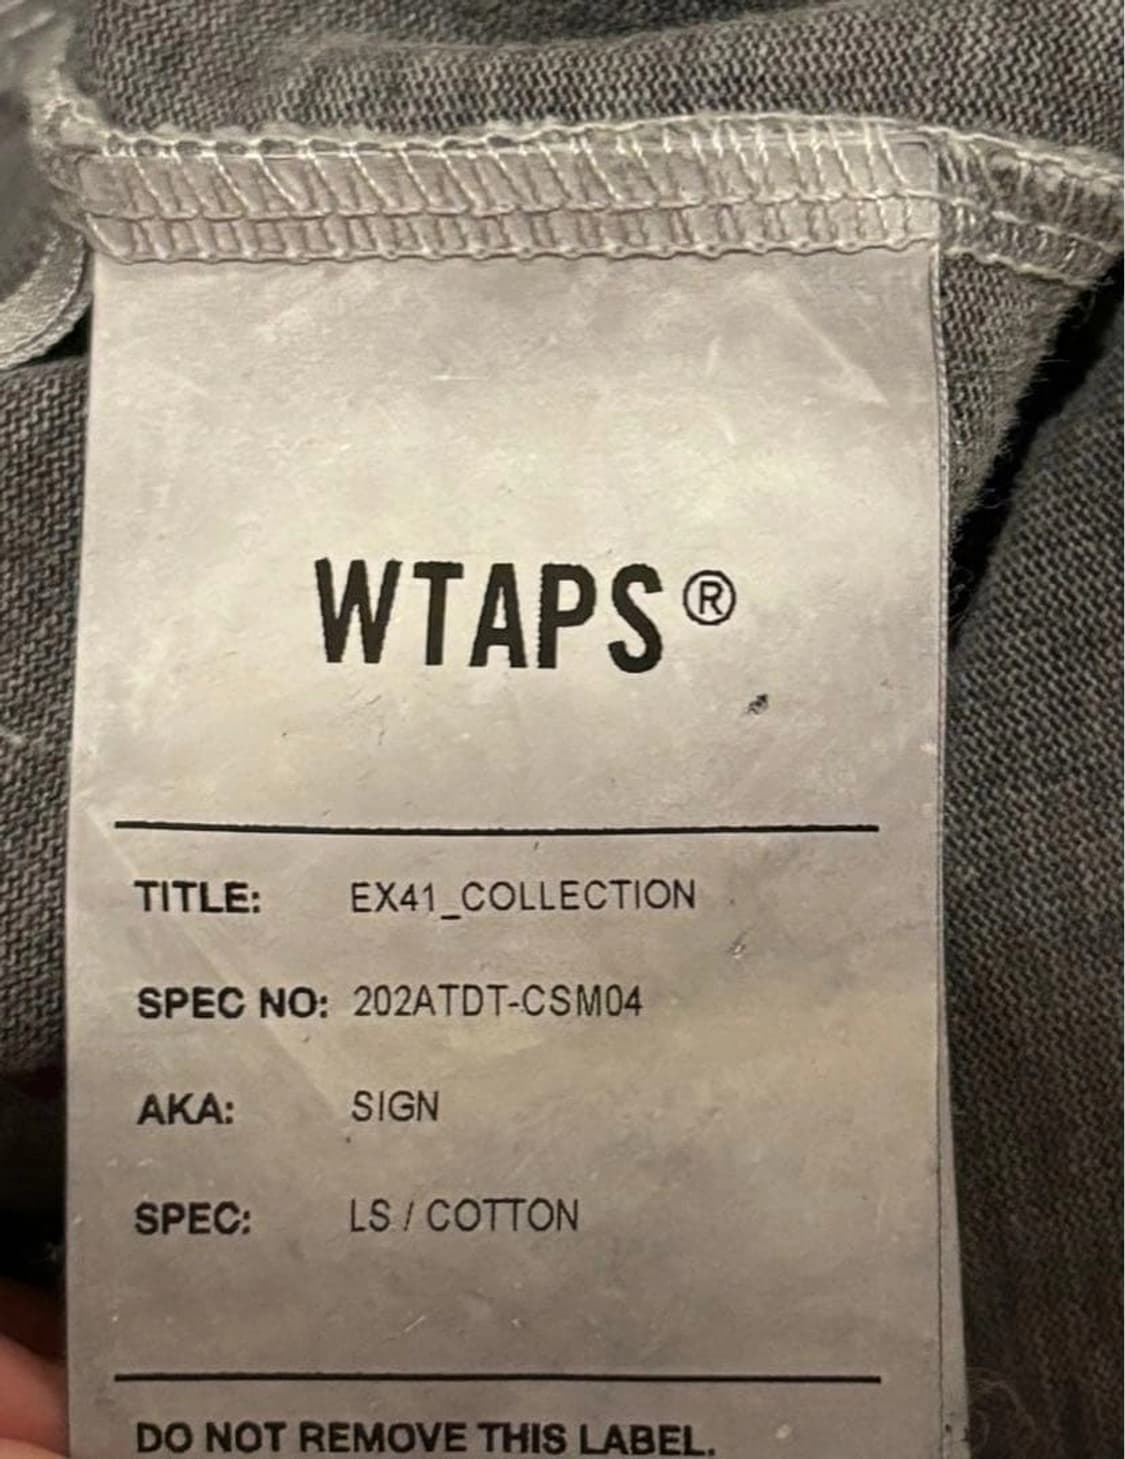 WTAPS®
TITLE: EX41_COLLECTION
SPEC NO: 202ATDT-CSM04
AKA: SIGN
SPEC: LS / COTTON
DO NOT REMOVE THIS LABEL.